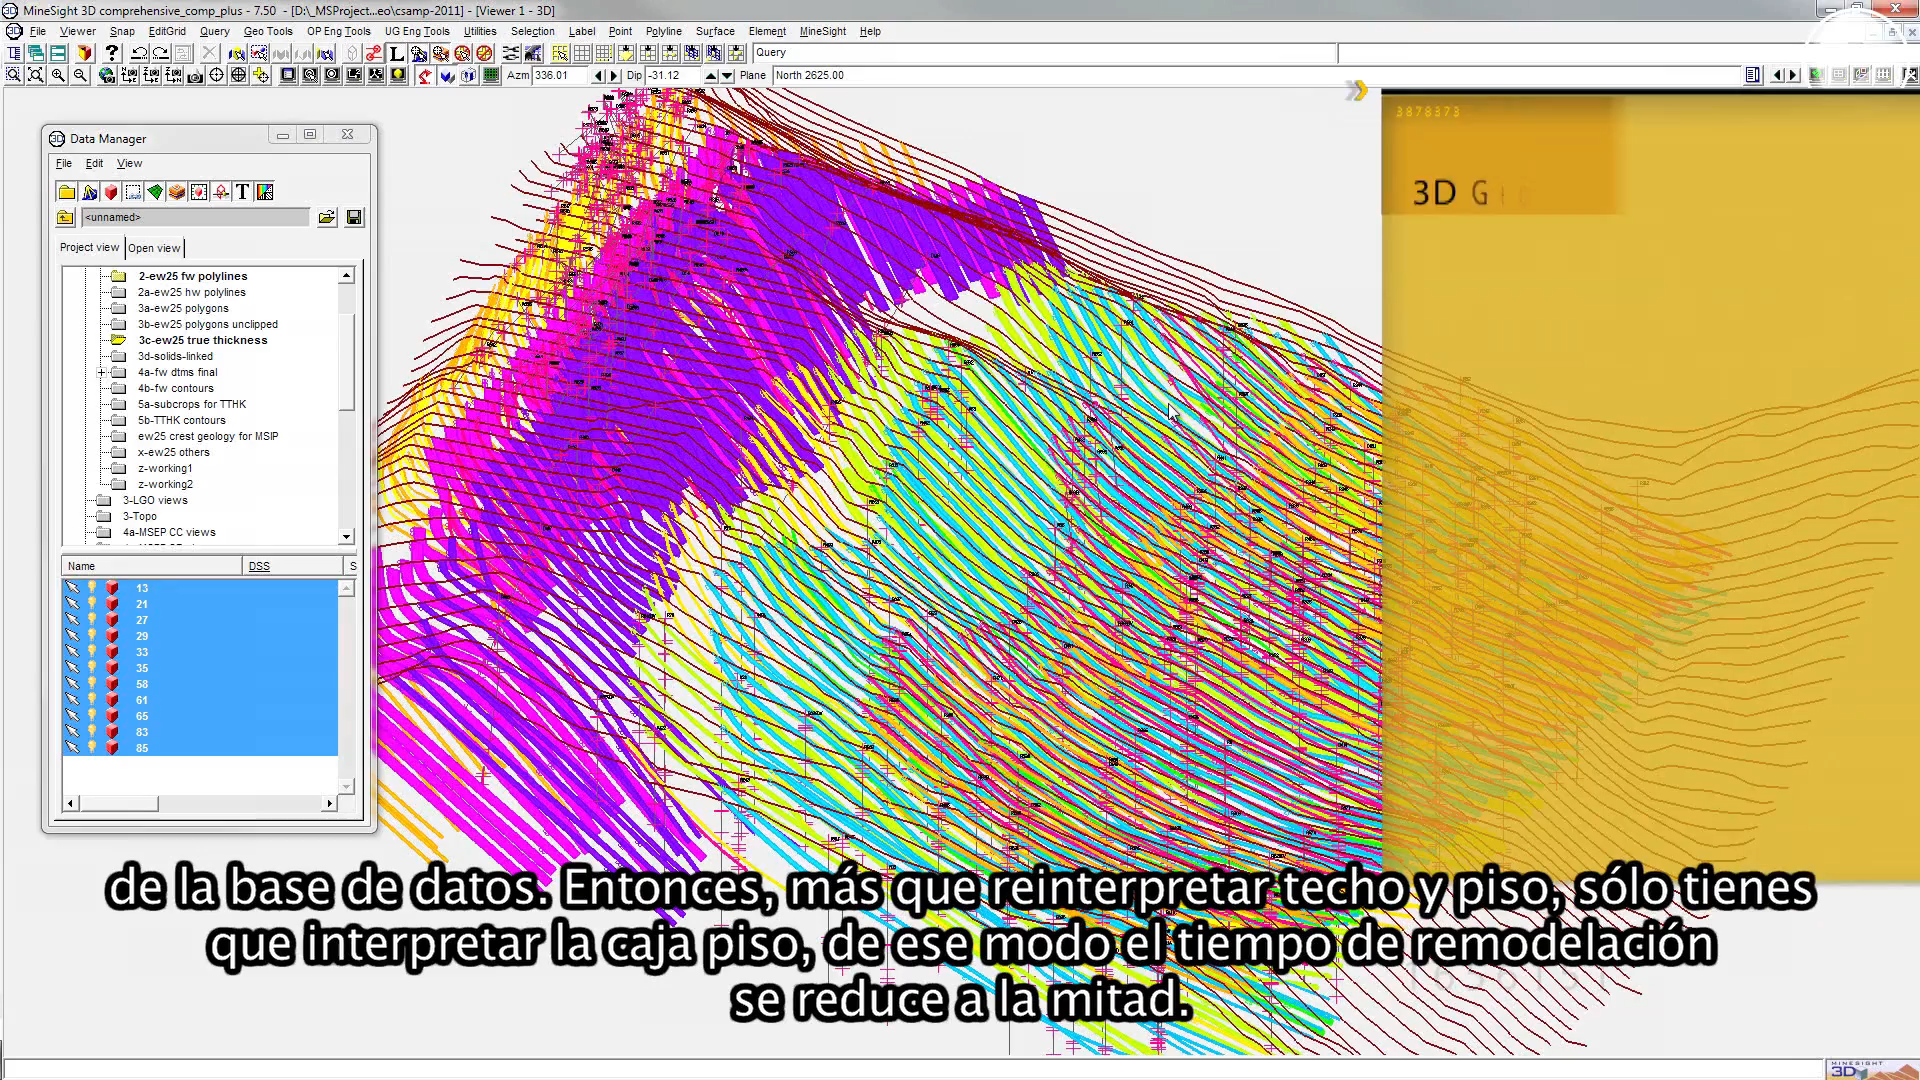 MineSight 3D comprehensive_comp_plus - 7.50 - [D:\_MSProject...eo\csamp-2011] - [Viewer 1 - 3D]
File Viewer Snap EditGrid Query Geo Tools OP Eng Tools UG Eng Tools Utilities Selection Label Point Polyline Surface Element MineSight Help
Query
Azm 336.01 Dip -31.12 Plane North 2625.00
3878373
3D G
Data Manager
File Edit View
<unnamed>
Project view Open view
2-ew25 fw polylines
2a-ew25 hw polylines
3a-ew25 polygons
3b-ew25 polygons unclipped
3c-ew25 true thickness
3d-solids-linked
4a-fw dtms final
4b-fw contours
5a-subcrops for TTHK
5b-TTHK contours
ew25 crest geology for MSIP
x-ew25 others
z-working1
z-working2
3-LGO views
3-Topo
4a-MSEP CC views
Name DSS S
13
21
27
29
33
35
58
61
65
83
85
de la base de datos. Entonces, más que reinterpretar techo y piso, sólo tienes
que interpretar la caja piso, de ese modo el tiempo de remodelación
se reduce a la mitad.
MINESIGHT
3D